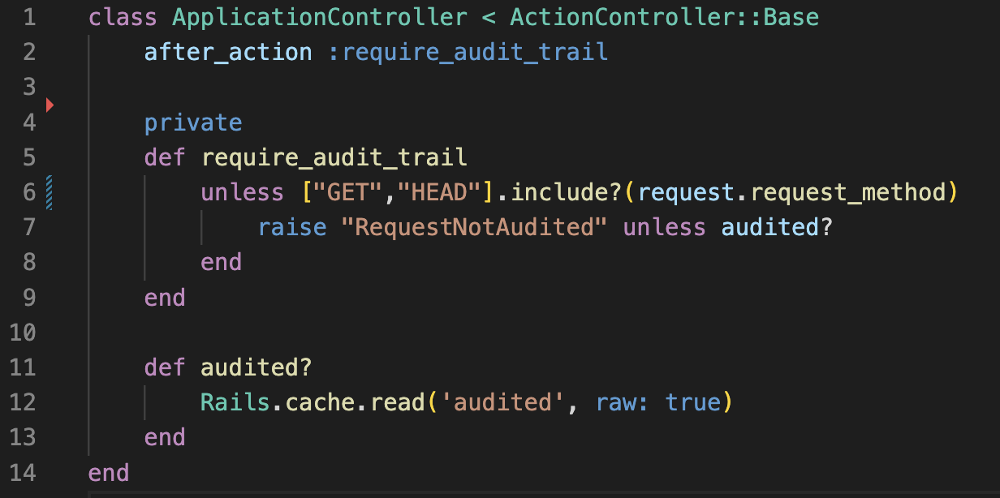 1 class ApplicationController < ActionController::Base
2 after_action :require_audit_trail
3
4 private
5 def require_audit_trail
6 unless ["GET","HEAD"].include?(request.request_method)
7 raise "RequestNotAudited" unless audited?
8 end
9 end
10
11 def audited?
12 Rails.cache.read('audited', raw: true)
13 end
14 end